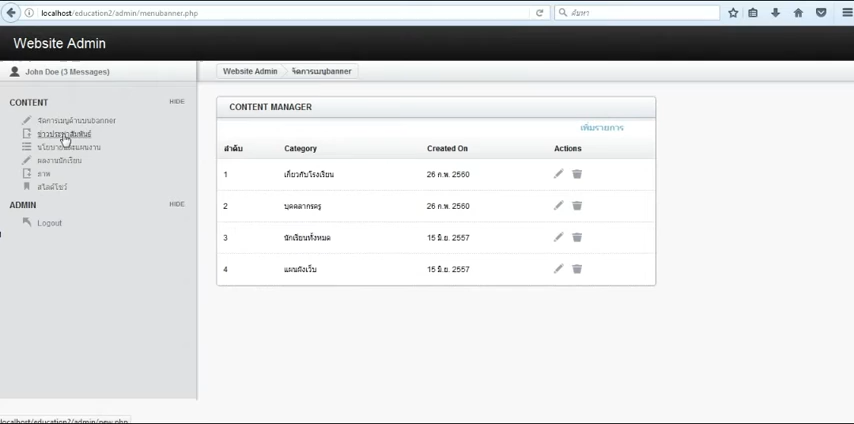 localhost/education2/admin/menubanner.php
ค้นหา
Website Admin
John Doe (3 Messages)
Website Admin
จัดการเมนูbanner
CONTENT
HIDE
จัดการเมนูด้านบนbanner
ข่าวประชาสัมพันธ์
นโยบายและแผนงาน
ผลงานนักเรียน
ภาพ
สไลด์โชว์
ADMIN
HIDE
Logout
CONTENT MANAGER
เพิ่มรายการ
ลำดับ Category Created On Actions
1 เกี่ยวกับโรงเรียน 26 ก.พ. 2560
2 บุคคลากรครู 26 ก.พ. 2560
3 นักเรียนทั้งหมด 15 มิ.ย. 2557
4 แผนผังเว็บ 15 มิ.ย. 2557
localhost/education2/admin/new.php